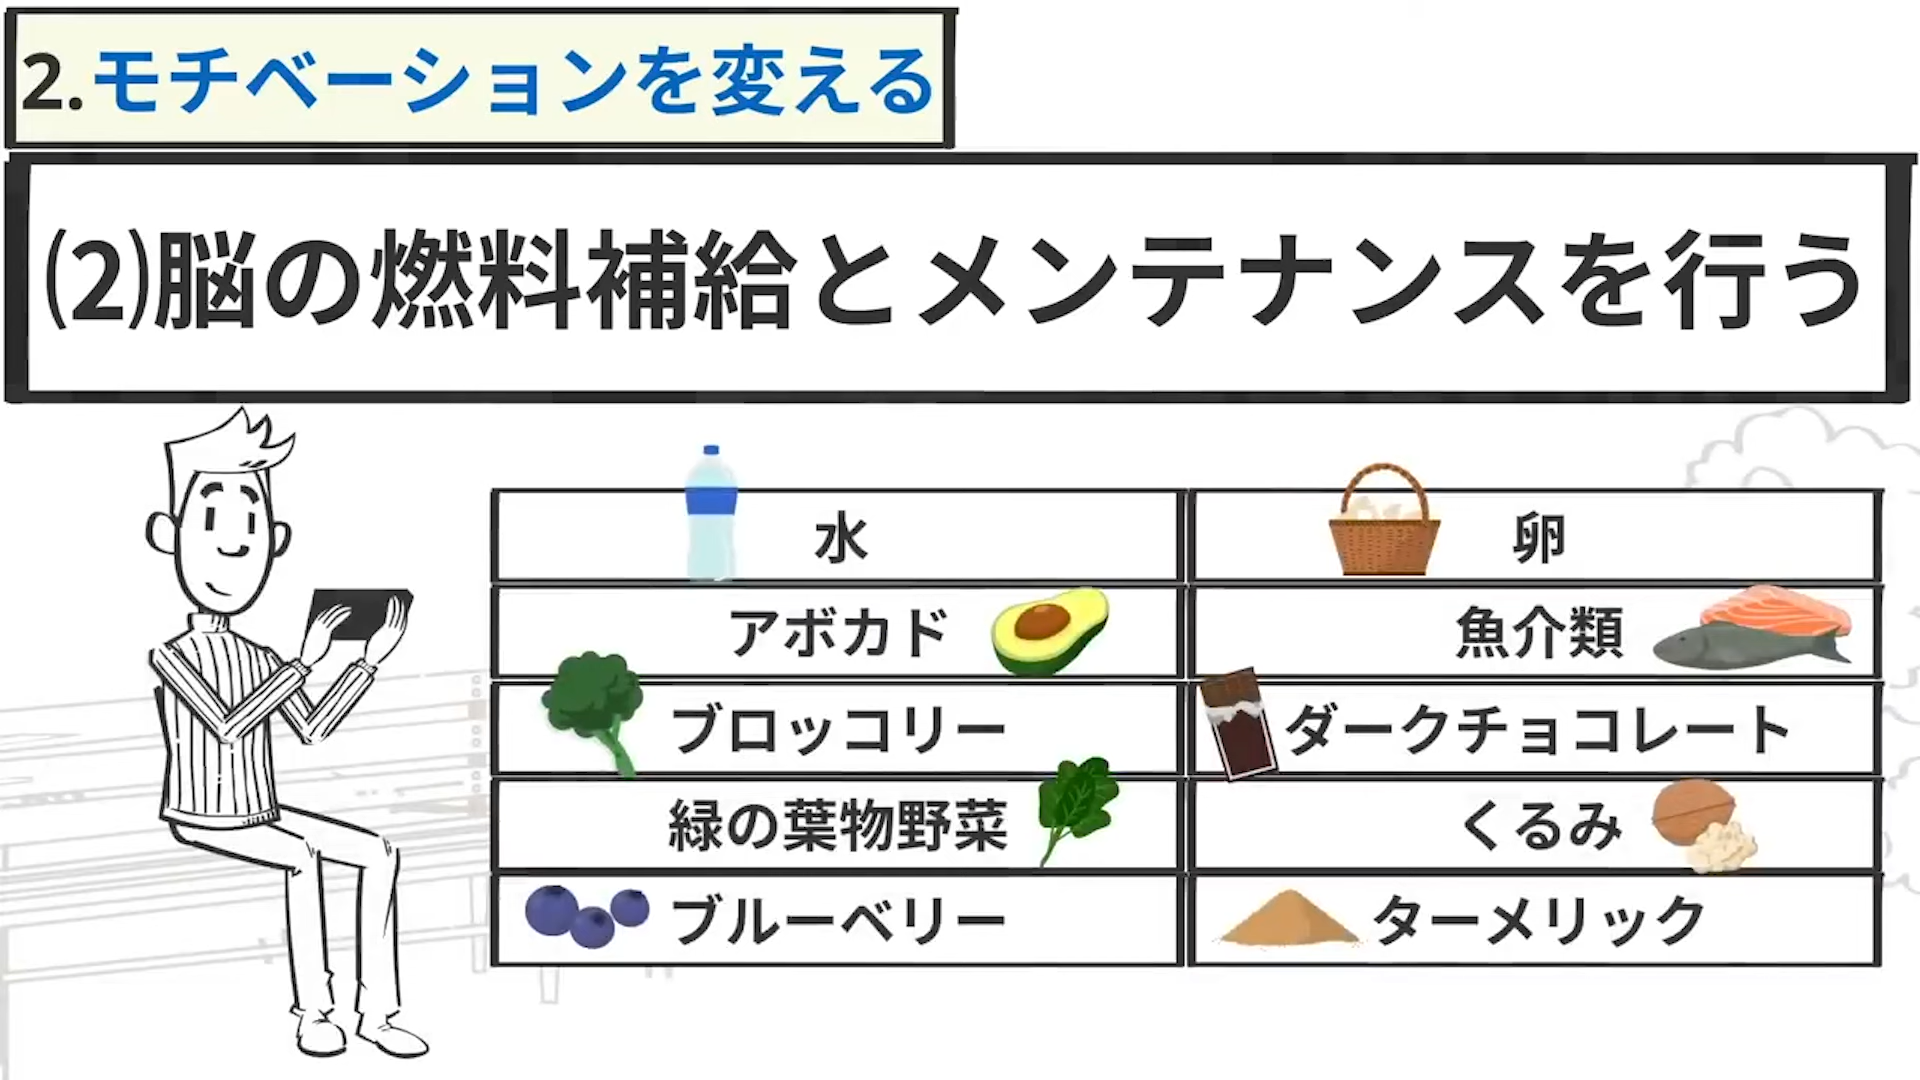 2.モチベーションを変える
(2)脳の燃料補給とメンテナンスを行う
水
卵
アボカド
魚介類
ブロッコリー
ダークチョコレート
緑の葉物野菜
くるみ
ブルーベリー
ターメリック